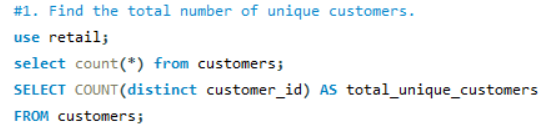 #1. Find the total number of unique customers.
use retail;
select count(*) from customers;
SELECT COUNT(distinct customer_id) AS total_unique_customers
FROM customers;